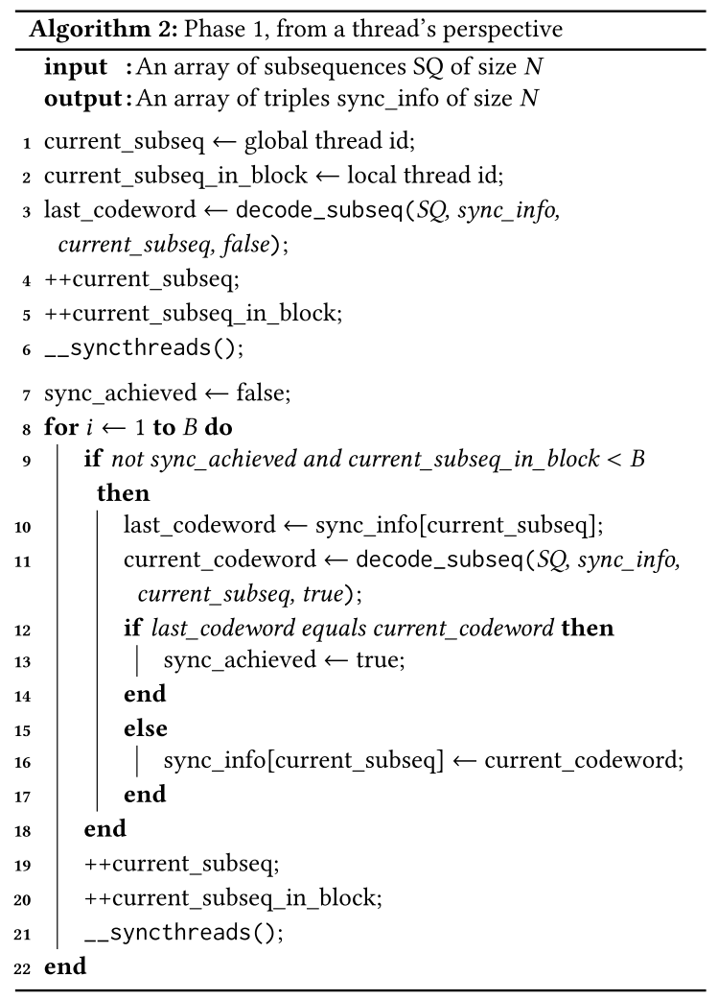 Algorithm 2: Phase 1, from a thread's perspective
input : An array of subsequences SQ of size N
output: An array of triples sync_info of size N
1 current_subseq ← global thread id;
2 current_subseq_in_block ← local thread id;
3 last_codeword ← decode_subseq(SQ, sync_info,
current_subseq, false);
4 ++current_subseq;
5 ++current_subseq_in_block;
6 __syncthreads();
7 sync_achieved ← false;
8 for i ← 1 to B do
9 if not sync_achieved and current_subseq_in_block < B
then
10 last_codeword ← sync_info[current_subseq];
11 current_codeword ← decode_subseq(SQ, sync_info,
current_subseq, true);
12 if last_codeword equals current_codeword then
13 sync_achieved ← true;
14 end
15 else
16 sync_info[current_subseq] ← current_codeword;
17 end
18 end
19 ++current_subseq;
20 ++current_subseq_in_block;
21 __syncthreads();
22 end